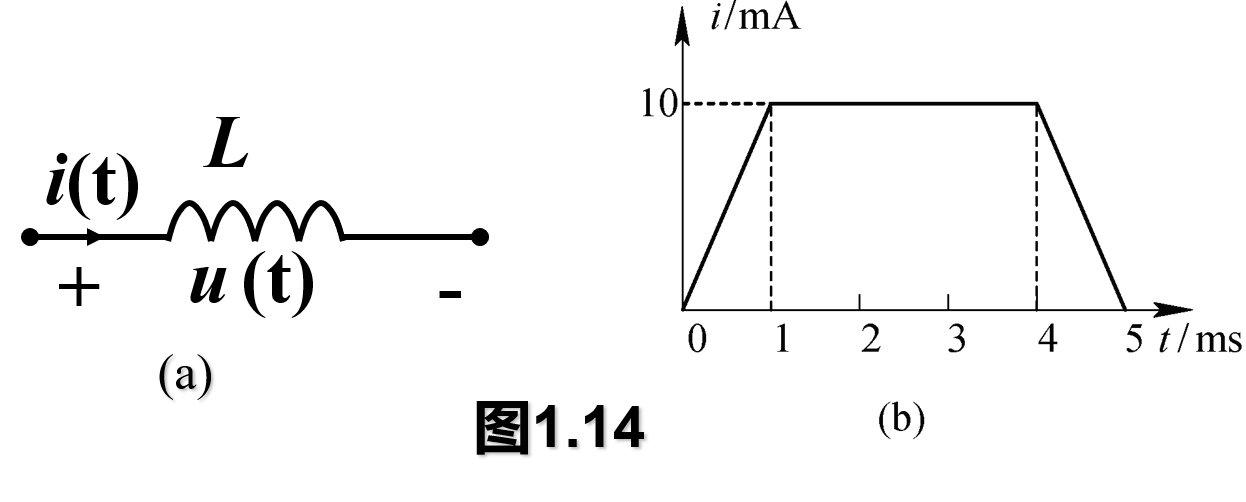 L
i(t)
+ u (t) -
(a)
i/mA
10
0 1 2 3 4 5 t/ms
(b)
图1.14